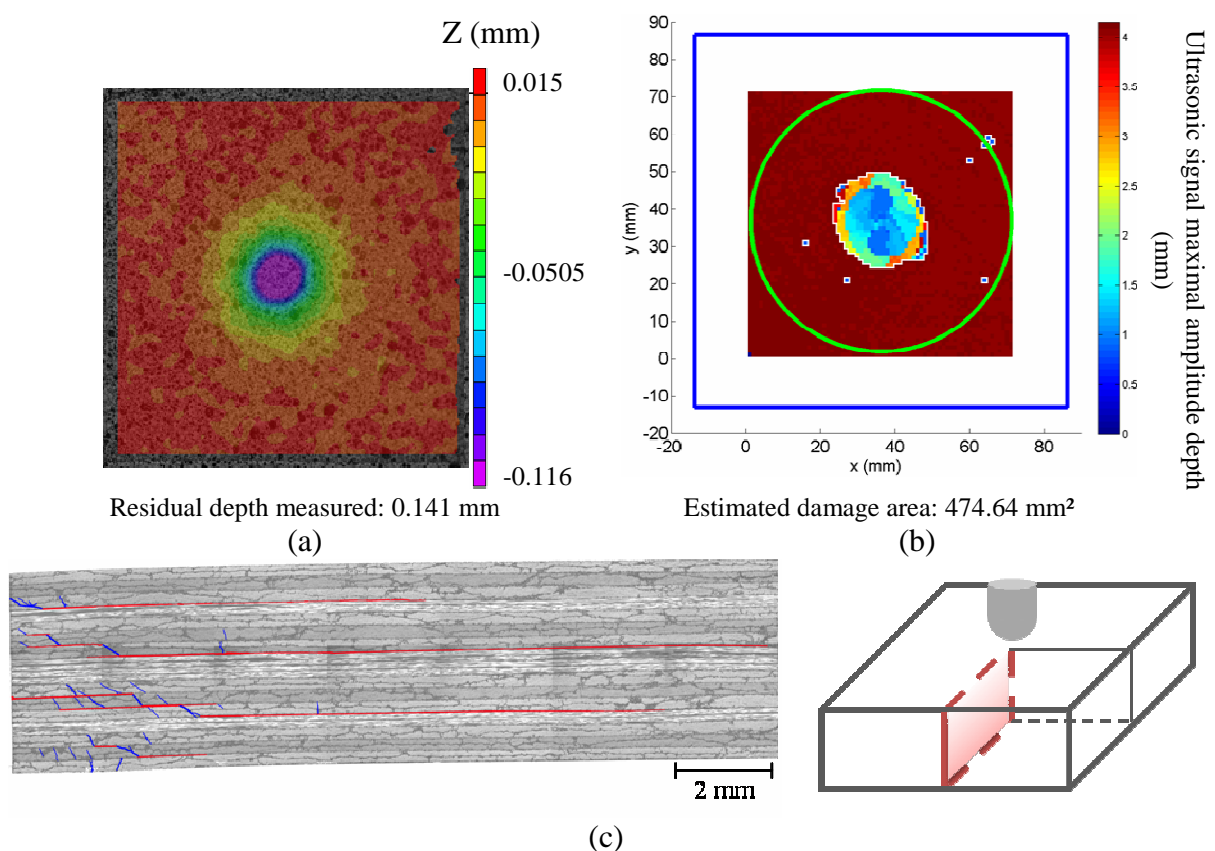 Z (mm)
0.015
-0.0505
-0.116
Residual depth measured: 0.141 mm
(a)
90
80
70
60
50
40
30
20
10
0
-10
-20
-20
0
20
40
60
80
y (mm)
x (mm)
4
3.5
3
2.5
2
1.5
1
0.5
0
Ultrasonic signal maximal amplitude depth
(mm)
Estimated damage area: 474.64 mm²
(b)
2 mm
(c)